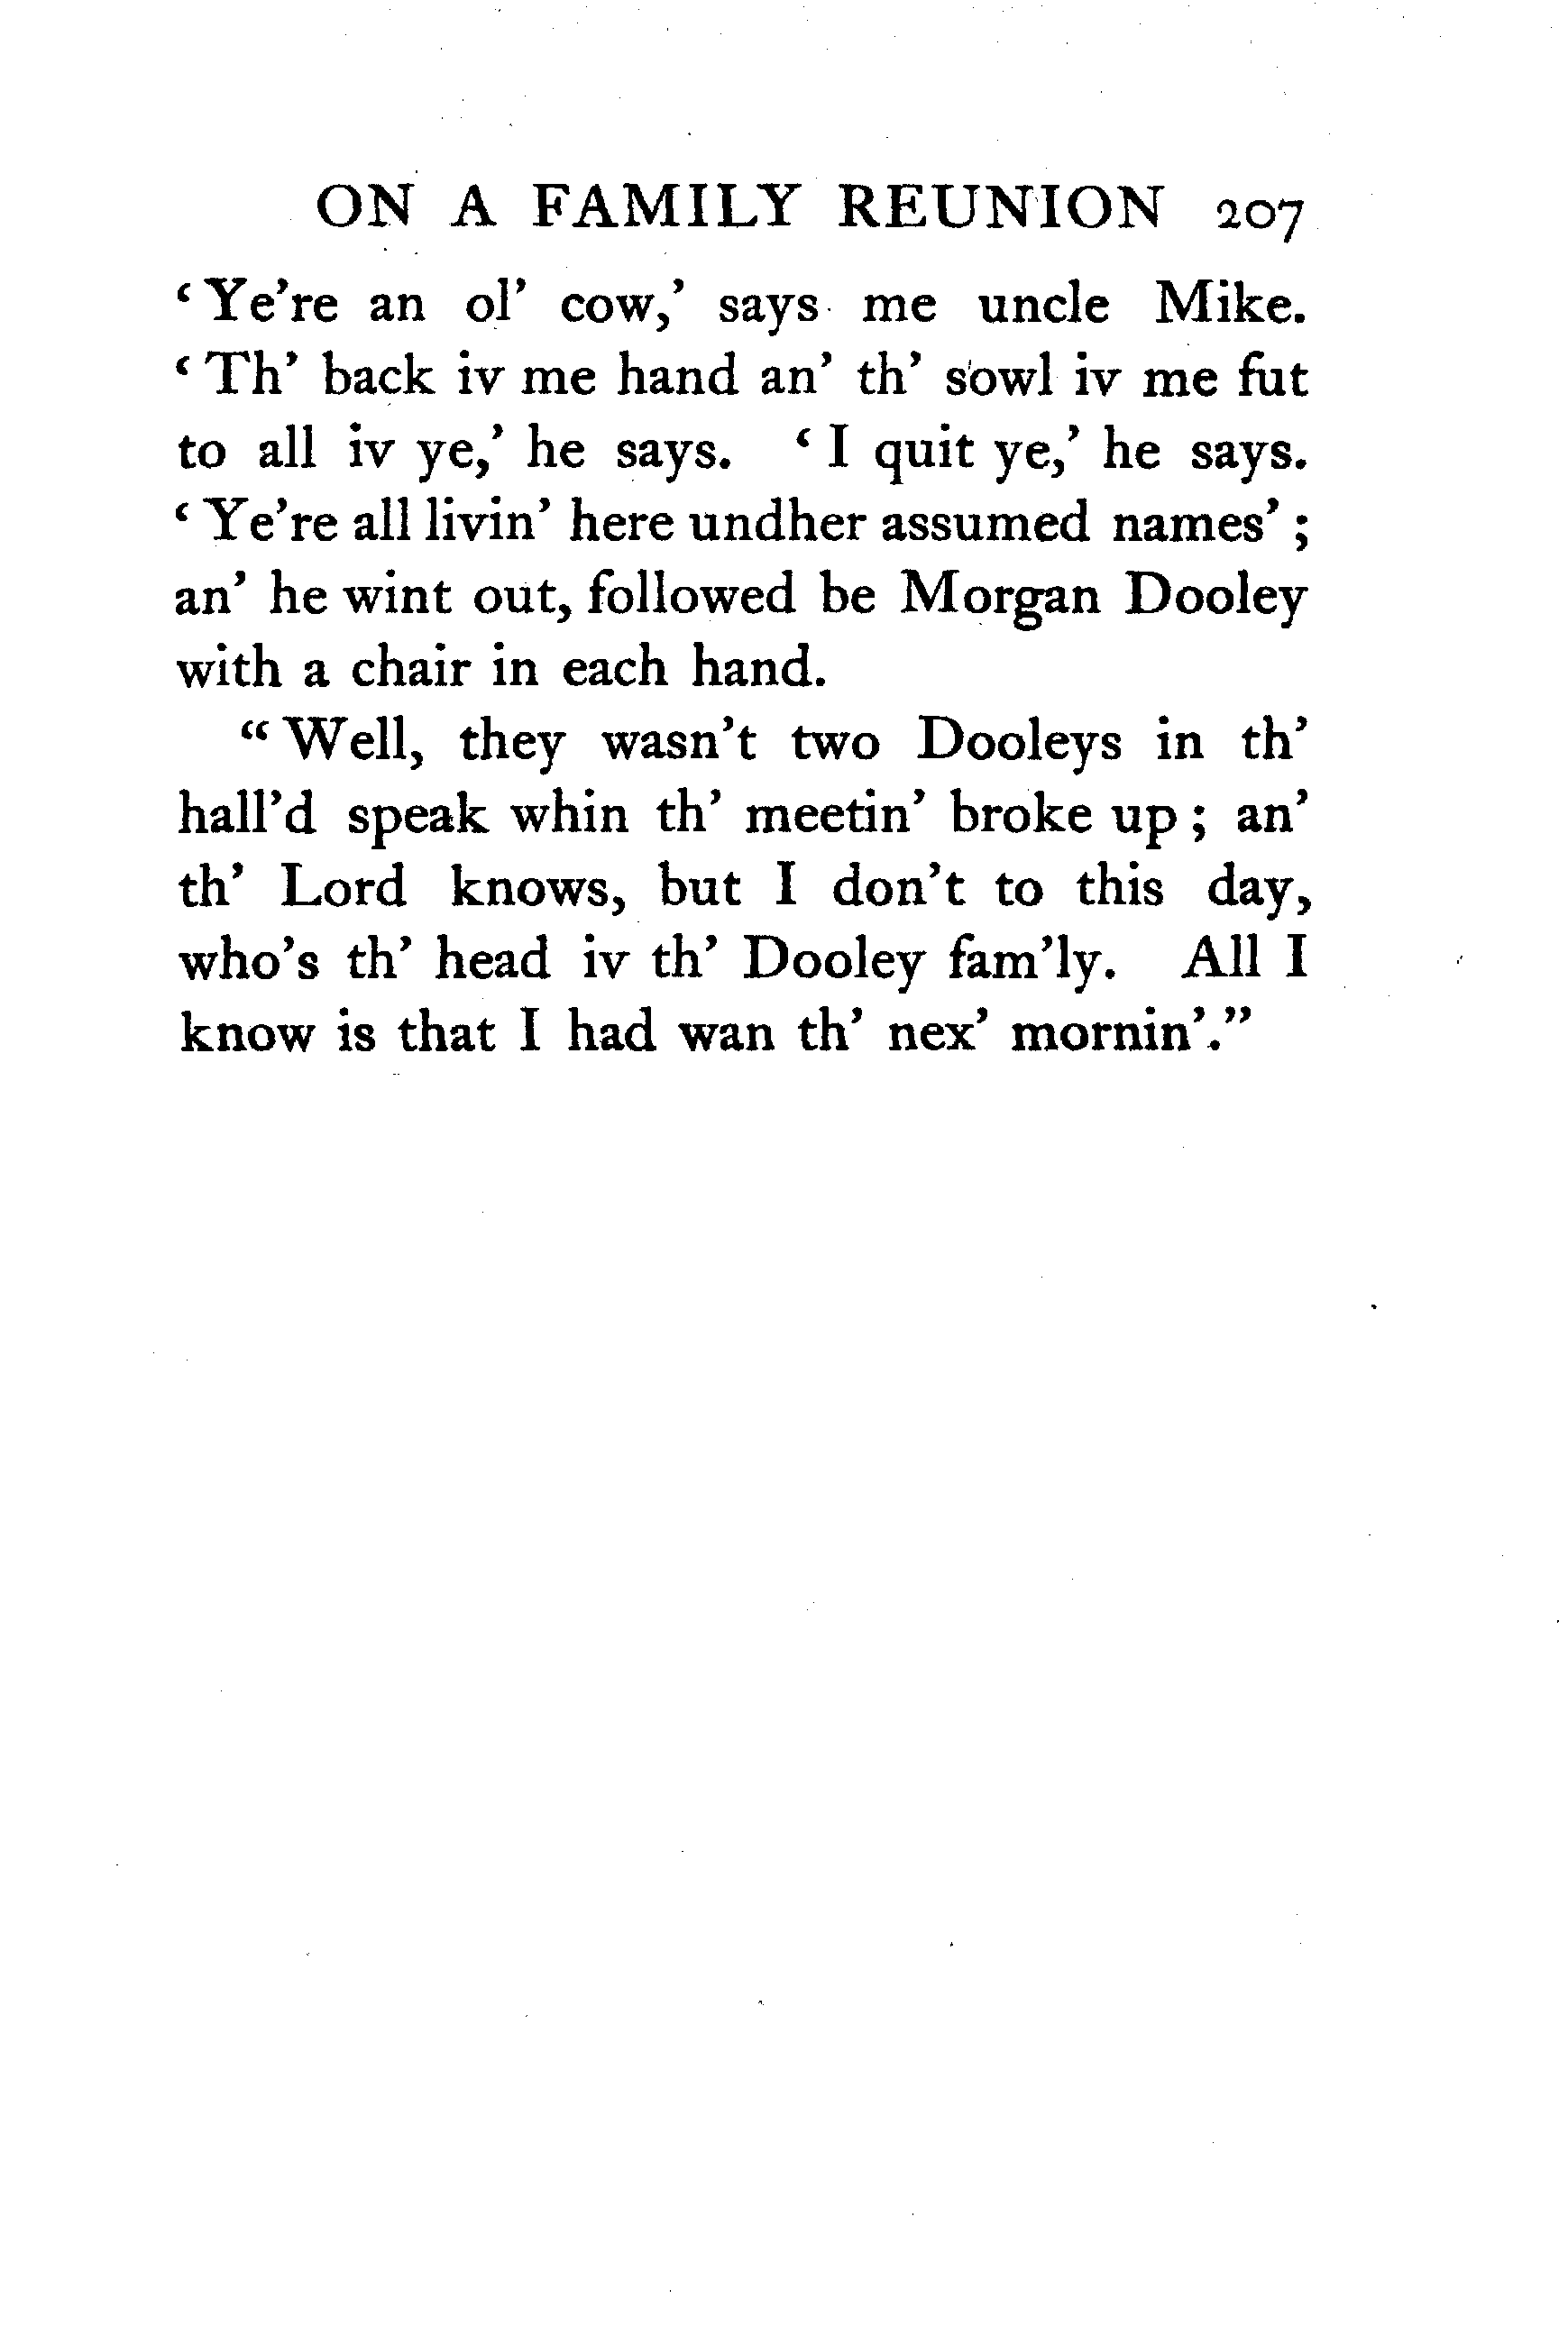 ON A FAMILY REUNION 207
‘Ye’re an ol’ cow,’ says me uncle Mike.
‘Th’ back iv me hand an’ th’ sowl iv me fut
to all iv ye,’ he says. ‘I quit ye,’ he says.
‘Ye’re all livin’ here undher assumed names’;
an’ he wint out, followed be Morgan Dooley
with a chair in each hand.
“Well, they wasn’t two Dooleys in th’
hall’d speak whin th’ meetin’ broke up; an’
th’ Lord knows, but I don’t to this day,
who’s th’ head iv th’ Dooley fam’ly. All I
know is that I had wan th’ nex’ mornin’.”